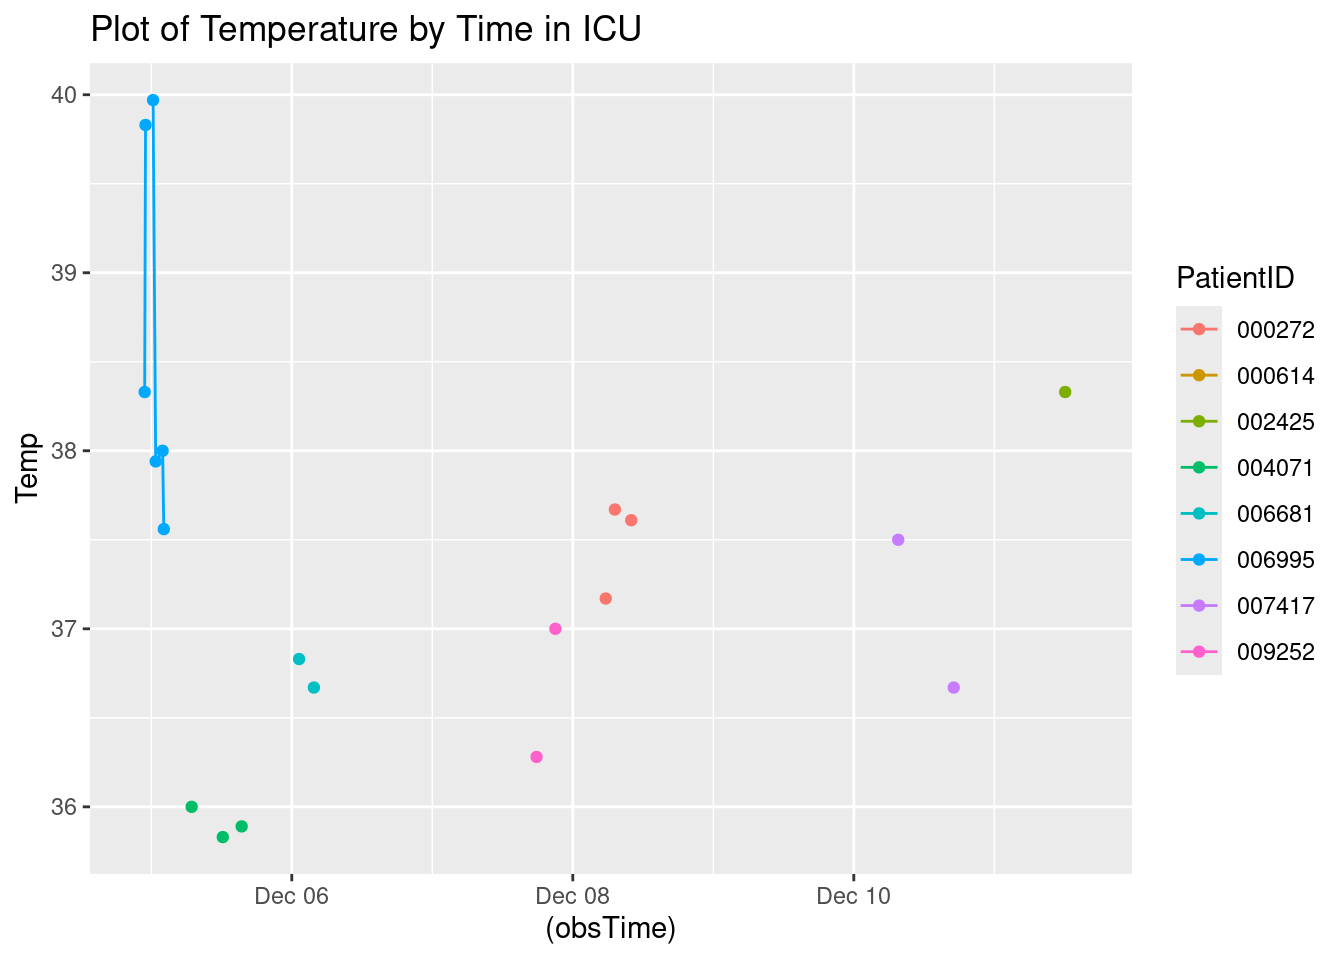 Plot of Temperature by Time in ICU
40
39
38
37
36
Temp
Dec 06
Dec 08
Dec 10
(obsTime)
PatientID
000272
000614
002425
004071
006681
006995
007417
009252